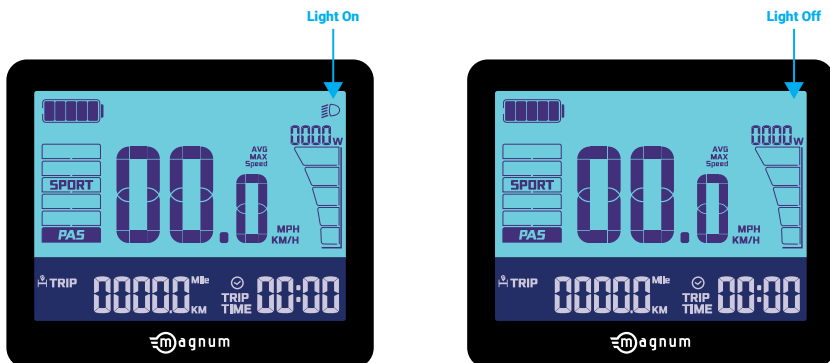 Light On
0000W
AVG
MAX
Speed
SPORT
00.0
MPH
KM/H
PAS
TRIP
00000.0
Mile
KM
TRIP
TIME
00:00
magnum
Light Off
0000W
AVG
MAX
Speed
SPORT
00.0
MPH
KM/H
PAS
TRIP
00000.0
Mile
KM
TRIP
TIME
00:00
magnum